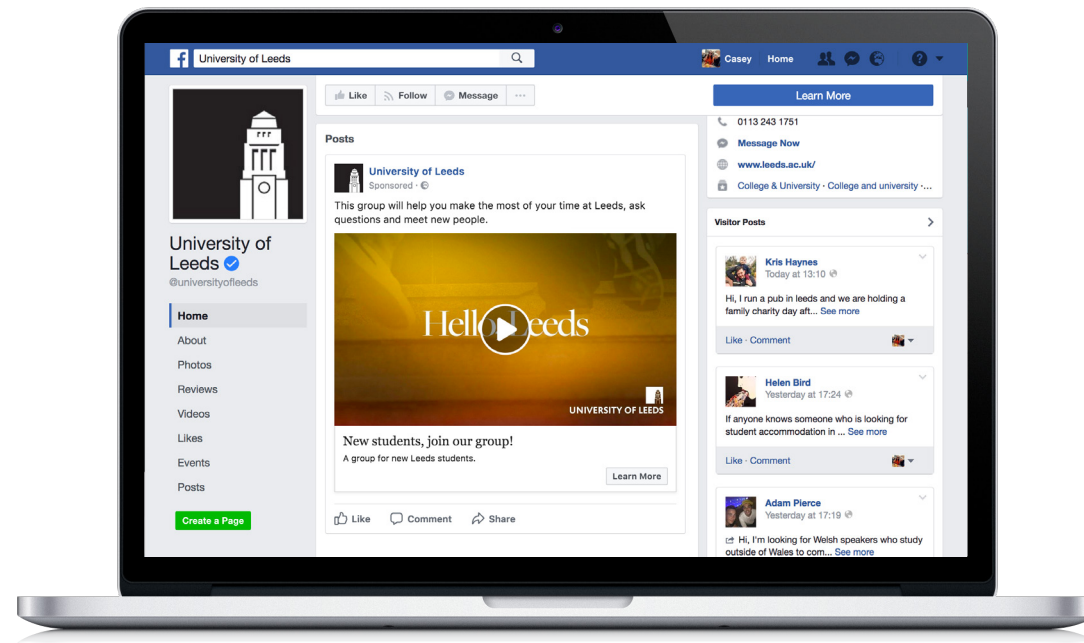 University of Leeds
Casey
Home
Like
Follow
Message
Learn More
University of
Leeds
@universityofleeds
Home
About
Photos
Reviews
Videos
Likes
Events
Posts
Create a Page
Posts
University of Leeds
Sponsored ·
This group will help you make the most of your time at Leeds, ask
questions and meet new people.
Hello Leeds
UNIVERSITY OF LEEDS
New students, join our group!
A group for new Leeds students.
Learn More
Like
Comment
Share
0113 243 1751
Message Now
www.leeds.ac.uk/
College & University · College and university ·...
Visitor Posts
Kris Haynes
Today at 13:10
Hi, I run a pub in leeds and we are holding a
family charity day aft... See more
Like · Comment
Helen Bird
Yesterday at 17:24
If anyone knows someone who is looking for
student accommodation in ... See more
Like · Comment
Adam Pierce
Yesterday at 17:19
Hi, I'm looking for Welsh speakers who study
outside of Wales to com... See more